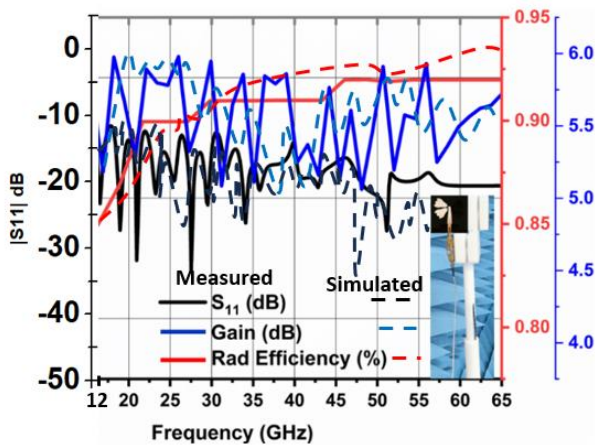 |S11| dB
0
-10
-20
-30
-40
-50
12 20 25 30 35 40 45 50 55 60 65
Frequency (GHz)
0.95
0.90
0.85
0.80
6.0
5.5
5.0
4.5
4.0
Measured Simulated
S₁₁ (dB)
Gain (dB)
Rad Efficiency (%)